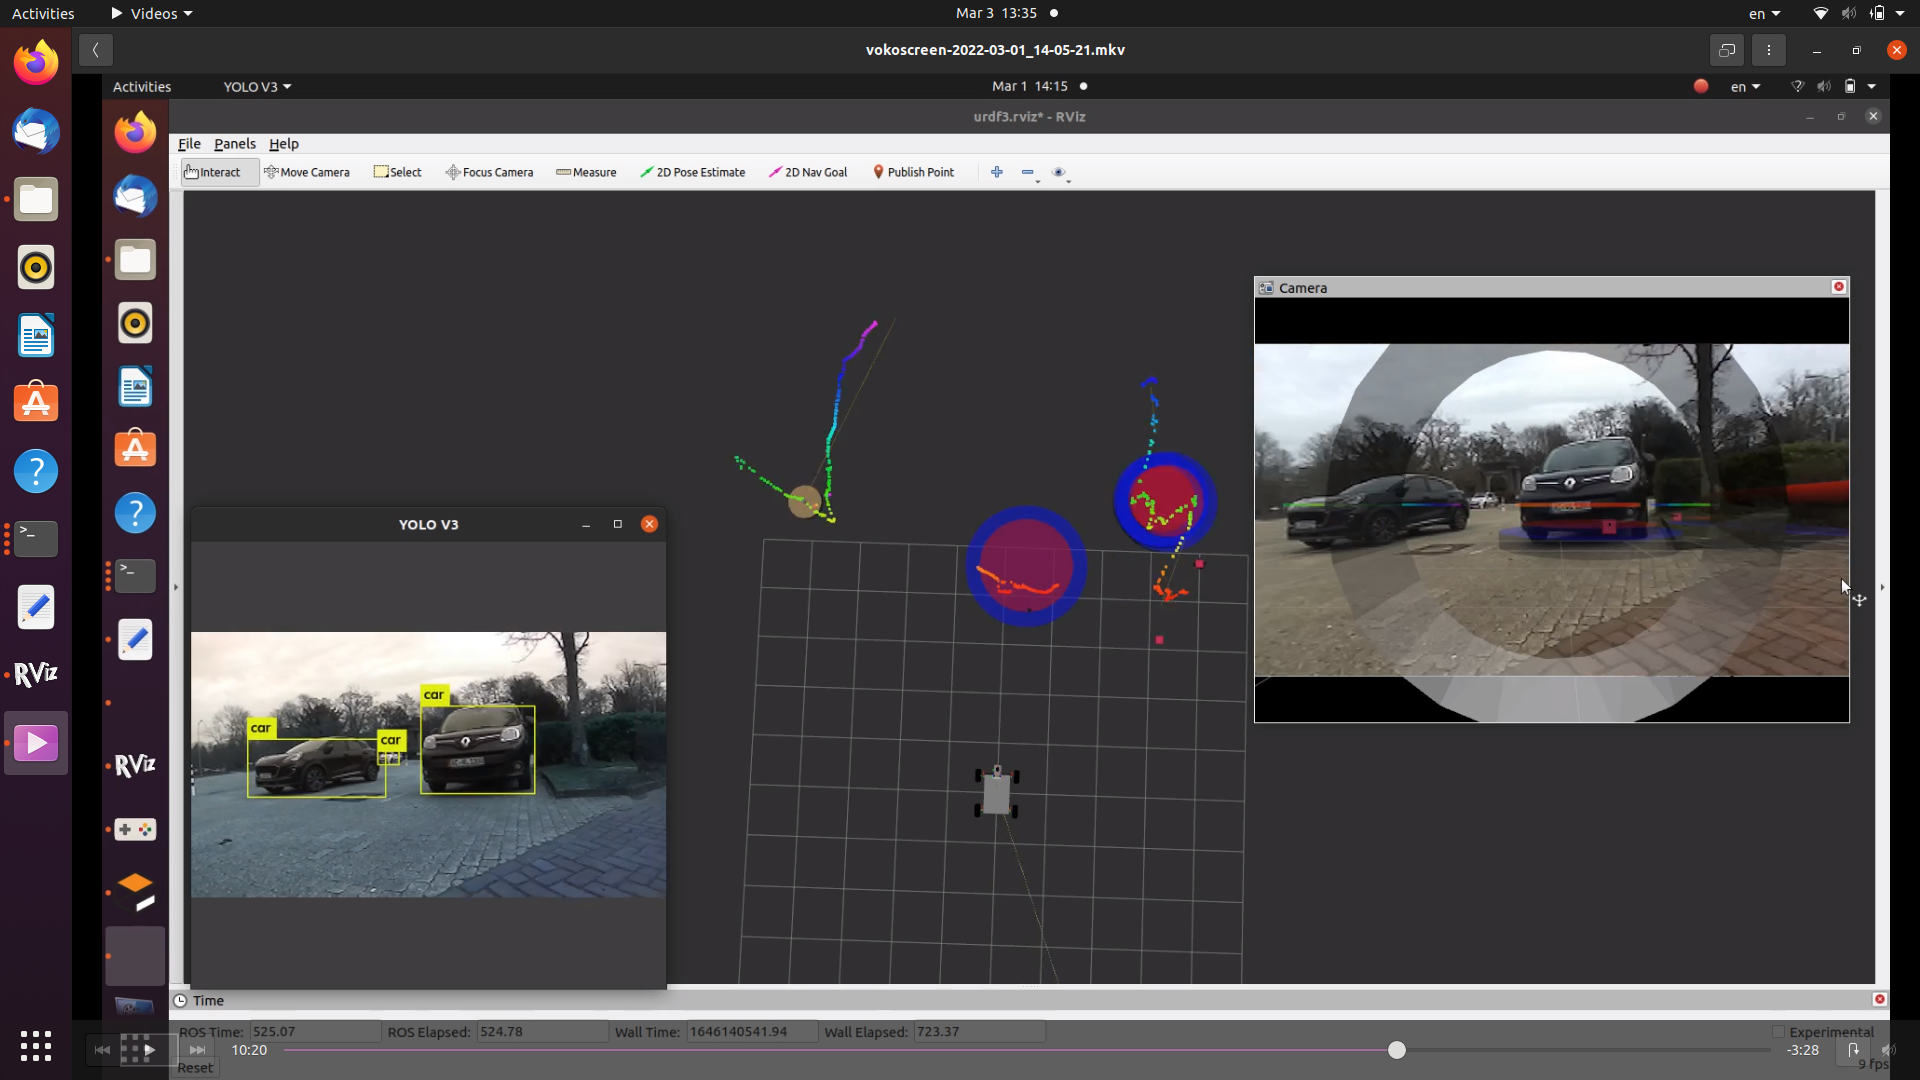 Activities
Videos
Mar 3 13:35
en
vokoscreen-2022-03-01_14-05-21.mkv
Activities
YOLO V3
Mar 1 14:15
en
urdf3.rviz* - RViz
File Panels Help
Interact Move Camera Select Focus Camera Measure 2D Pose Estimate 2D Nav Goal Publish Point
Camera
YOLO V3
car
car
car
RViz
RViz
Time
ROS Time: 525.07 ROS Elapsed: 524.78 Wall Time: 1646140541.94 Wall Elapsed: 723.37 Experimental
10:20
-3:28
Reset
9 fps